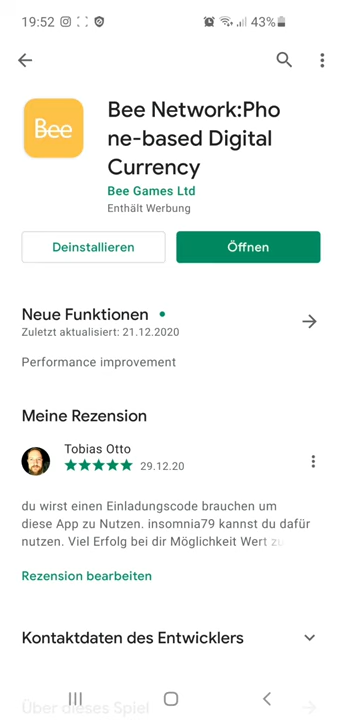 19:52
43%
Bee
Bee Network:Pho
ne-based Digital
Currency
Bee Games Ltd
Enthält Werbung
Deinstallieren
Öffnen
Neue Funktionen
Zuletzt aktualisiert: 21.12.2020
Performance improvement
Meine Rezension
Tobias Otto
29.12.20
du wirst einen Einladungscode brauchen um
diese App zu Nutzen. insomnia79 kannst du dafür
nutzen. Viel Erfolg bei dir Möglichkeit Wert zu
Rezension bearbeiten
Kontaktdaten des Entwicklers
Über dieses Spiel